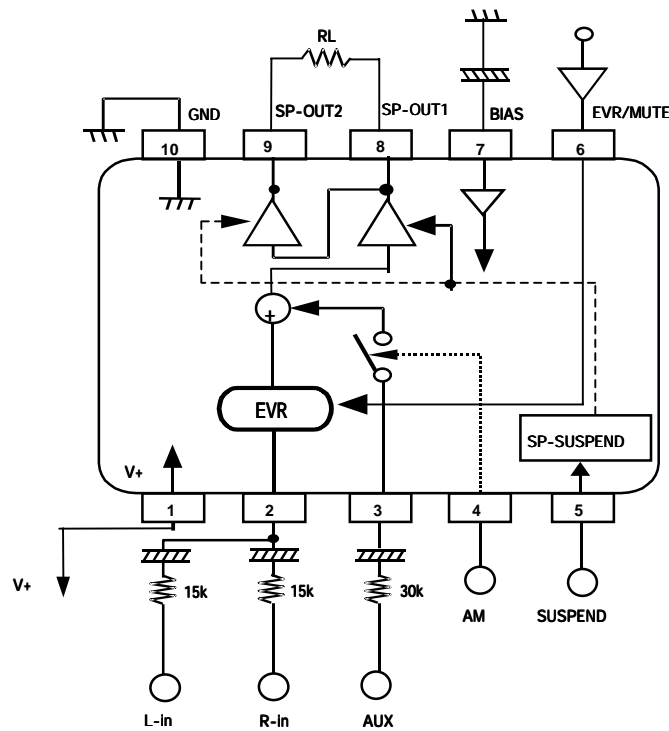 RL
GND
SP-OUT2
SP-OUT1
BIAS
EVR/MUTE
10
9
8
7
6
+
EVR
SP-SUSPEND
V+
1
2
3
4
5
V+
15k
15k
30k
AM
SUSPEND
L-in
R-in
AUX